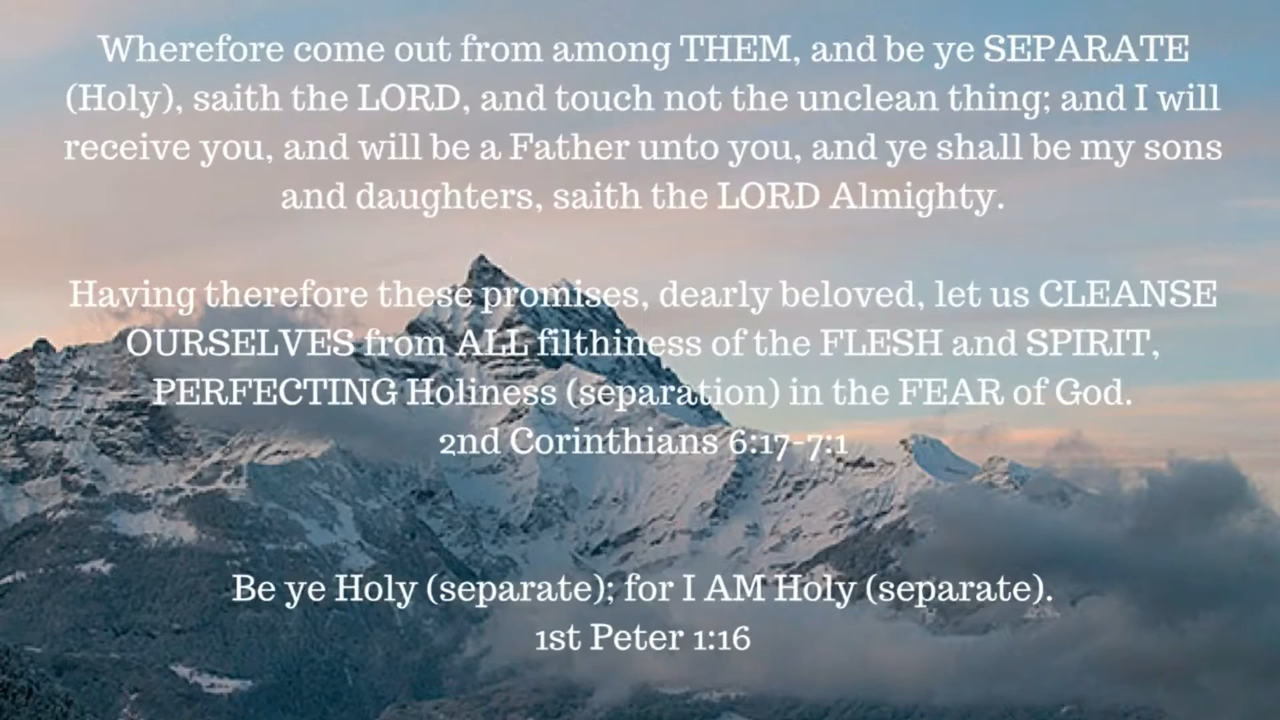 Wherefore come out from among THEM, and be ye SEPARATE
(Holy), saith the LORD, and touch not the unclean thing; and I will
receive you, and will be a Father unto you, and ye shall be my sons
and daughters, saith the LORD Almighty.
Having therefore these promises, dearly beloved, let us CLEANSE
OURSELVES from ALL filthiness of the FLESH and SPIRIT,
PERFECTING Holiness (separation) in the FEAR of God.
2nd Corinthians 6:17-7:1
Be ye Holy (separate); for I AM Holy (separate).
1st Peter 1:16